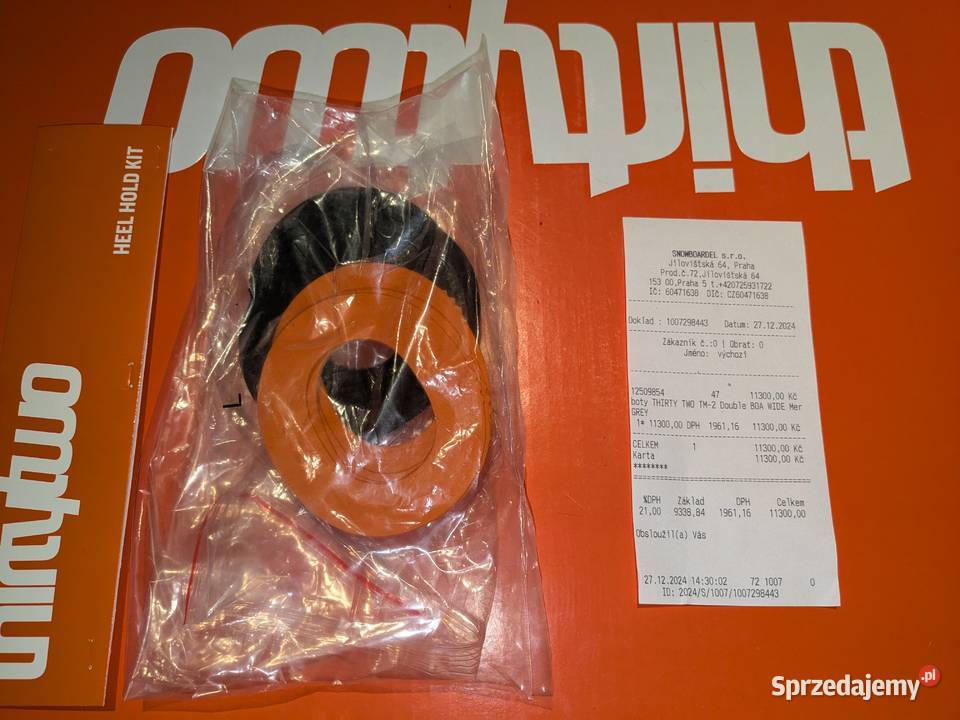 thirtytwo
HEEL HOLD KIT
thirtytwo
L
SNOWBOARDEL s.r.o.
Jílovištská 64, Praha
Prod.č.72,Jílovištská 64
153 00,Praha 5 t.+420725931722
IČ: 60471638 DIČ: CZ60471638
Doklad : 1007298443 Datum: 27.12.2024
Zákazník č.:0 | Obrat: 0
Jméno: výchozí
12509854 47 11300,00 Kč
boty THIRTY TWO TM-2 Double BOA WIDE Mer
GREY
1* 11300,00 DPH 1961,16 11300,00 Kč
CELKEM 1 11300,00 Kč
Karta 11300,00 Kč
********
%DPH Základ DPH Celkem
21,00 9338,84 1961,16 11300,00
Obsloužil(a) Vás
27.12.2024 14:30:02 72 1007 0
ID: 2024/S/1007/1007298443
Sprzedajemy.pl